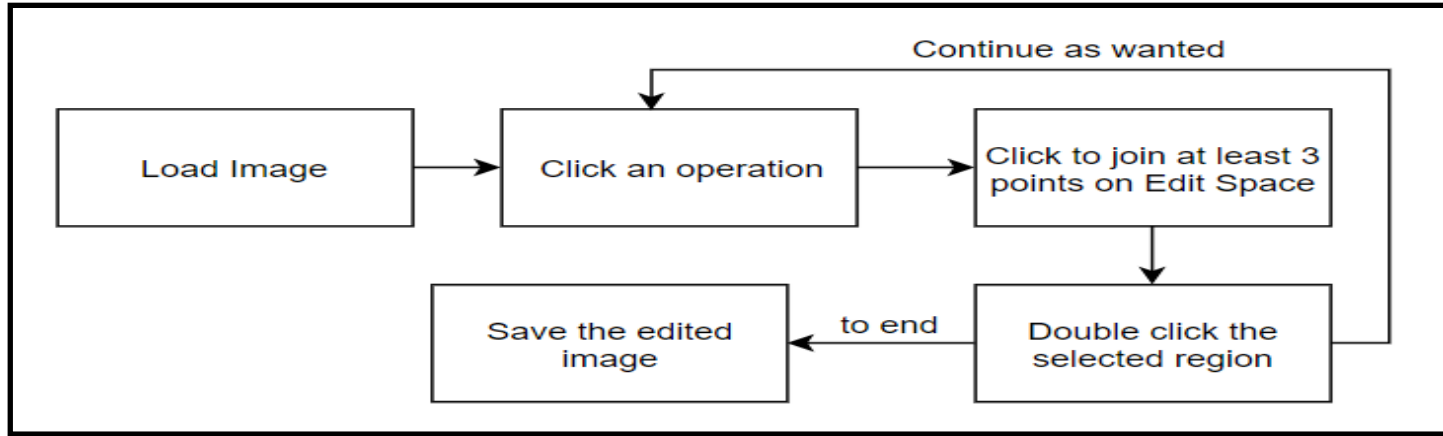 Continue as wanted
Load Image
Click an operation
Click to join at least 3
points on Edit Space
Save the edited
image
to end
Double click the
selected region